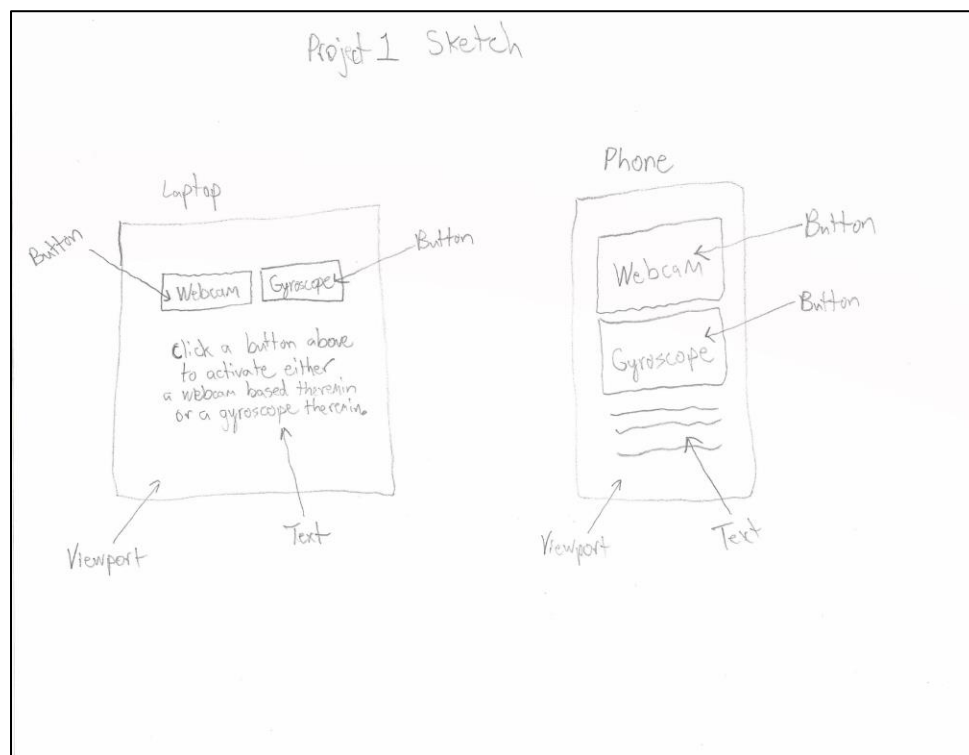 Project 1 Sketch
Laptop
Button
Button
Webcam
Gyroscope
Click a button above
to activate either
a webcam based theremin
or a gyroscope theremin.
Viewport
Text
Phone
Button
Webcam
Button
Gyroscope
Viewport
Text